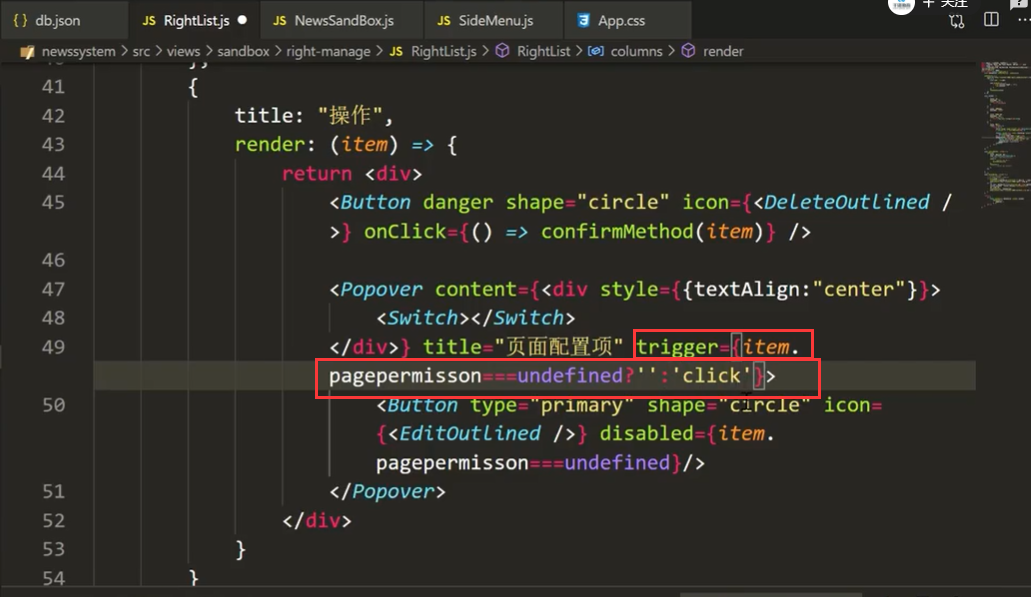 { } db.json
JS RightList.js
JS NewsSandBox.js
JS SideMenu.js
App.css
关注
newssystem > src > views > sandbox > right-manage > JS RightList.js > RightList > columns > render
41 {
42 title: "操作",
43 render: (item) => {
44 return <div>
45 <Button danger shape="circle" icon={<DeleteOutlined /
>} onClick={() => confirmMethod(item)} />
46
47 <Popover content={<div style={{textAlign:"center"}}>
48 <Switch></Switch>
49 </div>} title="页面配置项" trigger={item.
pagepermisson===undefined?'':'click'}>
50 <Button type="primary" shape="circle" icon=
{<EditOutlined />} disabled={item.
pagepermisson===undefined}/>
51 </Popover>
52 </div>
53 }
54 }